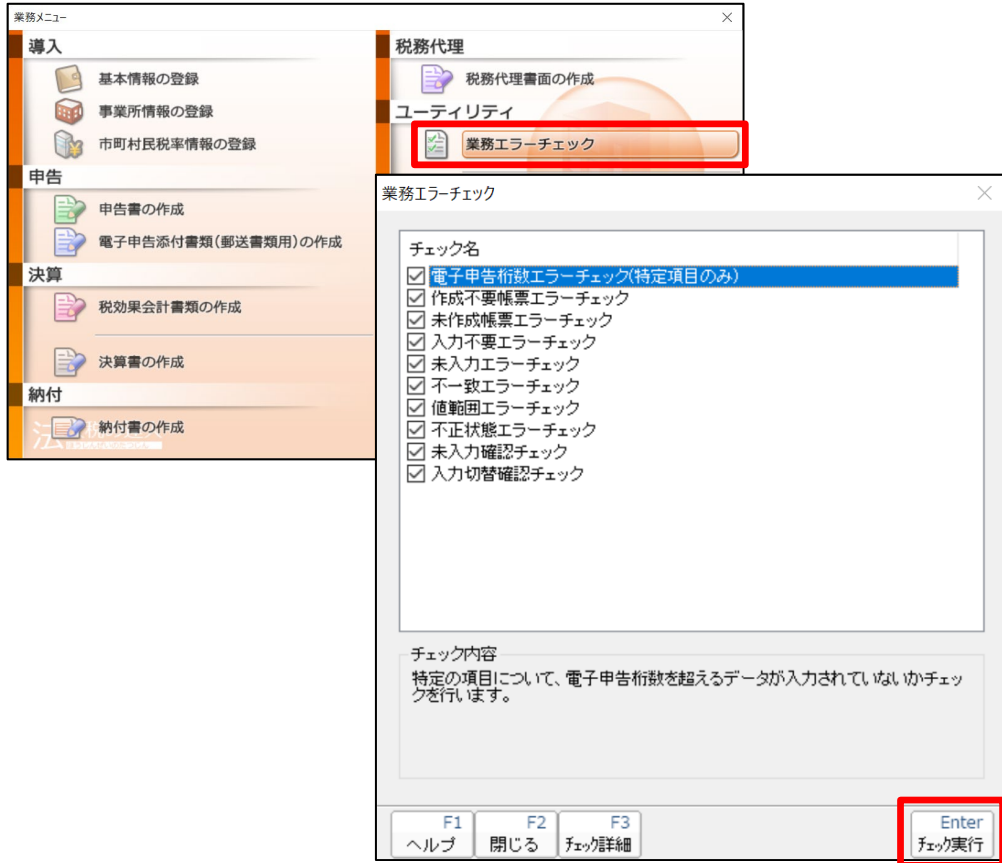 業務メニュー
導入
基本情報の登録
事業所情報の登録
市町村民税率情報の登録
申告
申告書の作成
電子申告添付書類(郵送書類用)の作成
決算
税効果会計書類の作成
決算書の作成
納付
納付書の作成
税務代理
税務代理書面の作成
ユーティリティ
業務エラーチェック
業務エラーチェック
チェック名
電子申告桁数エラーチェック(特定項目のみ)
作成不要帳票エラーチェック
未作成帳票エラーチェック
入力不要エラーチェック
未入力エラーチェック
不一致エラーチェック
値範囲エラーチェック
不正状態エラーチェック
未入力確認チェック
入力切替確認チェック
チェック内容
特定の項目について、電子申告桁数を超えるデータが入力されていないかチェッ
クを行います。
F1
ヘルプ
F2
閉じる
F3
チェック詳細
Enter
チェック実行